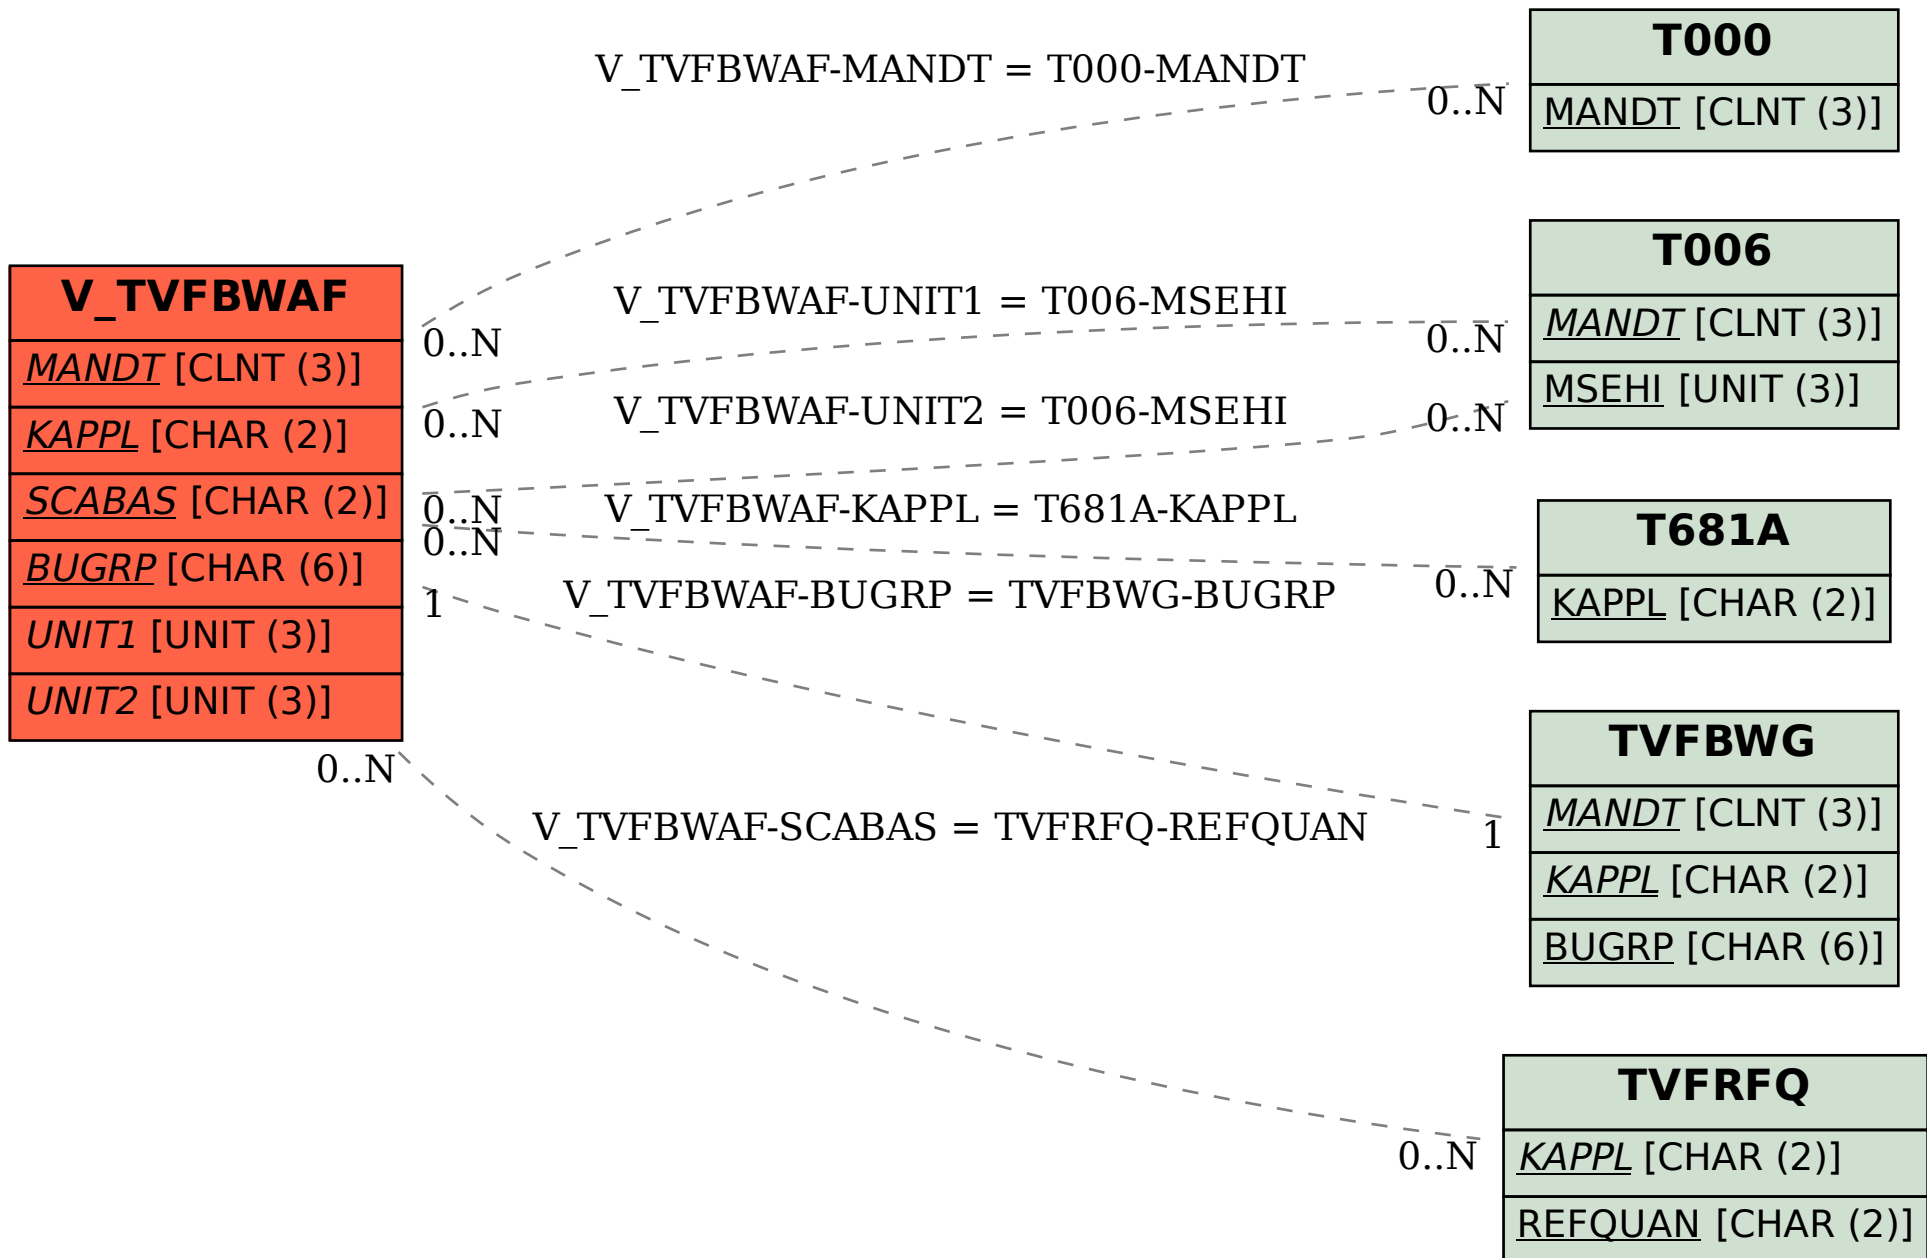 V_TVFBWAF
MANDT [CLNT (3)]
KAPPL [CHAR (2)]
SCABAS [CHAR (2)]
BUGRP [CHAR (6)]
UNIT1 [UNIT (3)]
UNIT2 [UNIT (3)]
V_TVFBWAF-MANDT = T000-MANDT
0..N
0..N
V_TVFBWAF-UNIT1 = T006-MSEHI
0..N
0..N
V_TVFBWAF-UNIT2 = T006-MSEHI
0..N
0..N
V_TVFBWAF-KAPPL = T681A-KAPPL
0..N
0..N
V_TVFBWAF-BUGRP = TVFBWG-BUGRP
1
1
V_TVFBWAF-SCABAS = TVFRFQ-REFQUAN
0..N
0..N
T000
MANDT [CLNT (3)]
T006
MANDT [CLNT (3)]
MSEHI [UNIT (3)]
T681A
KAPPL [CHAR (2)]
TVFBWG
MANDT [CLNT (3)]
KAPPL [CHAR (2)]
BUGRP [CHAR (6)]
TVFRFQ
KAPPL [CHAR (2)]
REFQUAN [CHAR (2)]